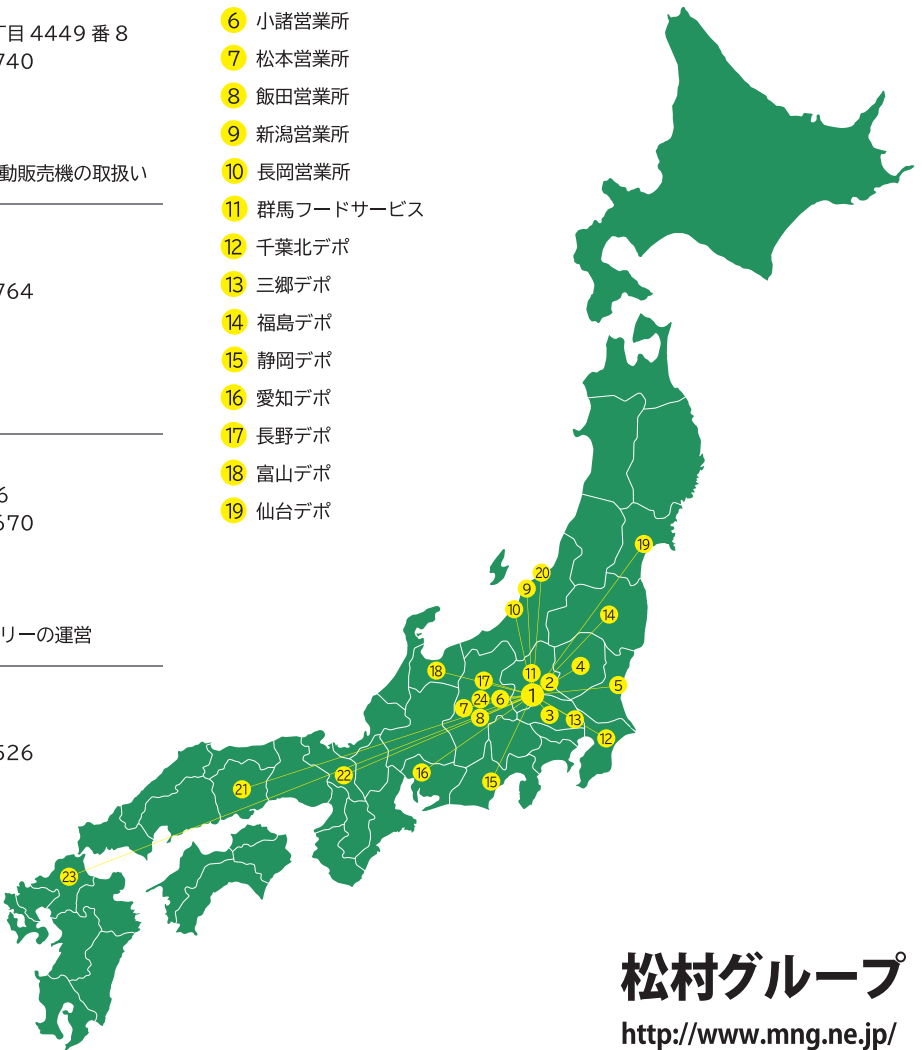 丁目 4449 番 8
740
動販売機の取扱い
764
6
670
リーの運営
526
6 小諸営業所
7 松本営業所
8 飯田営業所
9 新潟営業所
10 長岡営業所
11 群馬フードサービス
12 千葉北デポ
13 三郷デポ
14 福島デポ
15 静岡デポ
16 愛知デポ
17 長野デポ
18 富山デポ
19 仙台デポ
19
20
9
10
14
18
17
11
2
4
5
7
24
6
1
8
3
13
12
16
15
22
21
23
松村グループ
http://www.mng.ne.jp/